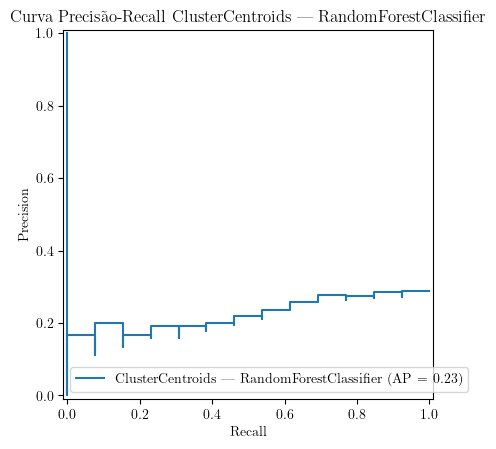 Curva Precisão-Recall ClusterCentroids — RandomForestClassifier
1.0
0.8
0.6
0.4
0.2
0.0
Precision
ClusterCentroids — RandomForestClassifier (AP = 0.23)
0.0 0.2 0.4 0.6 0.8 1.0
Recall